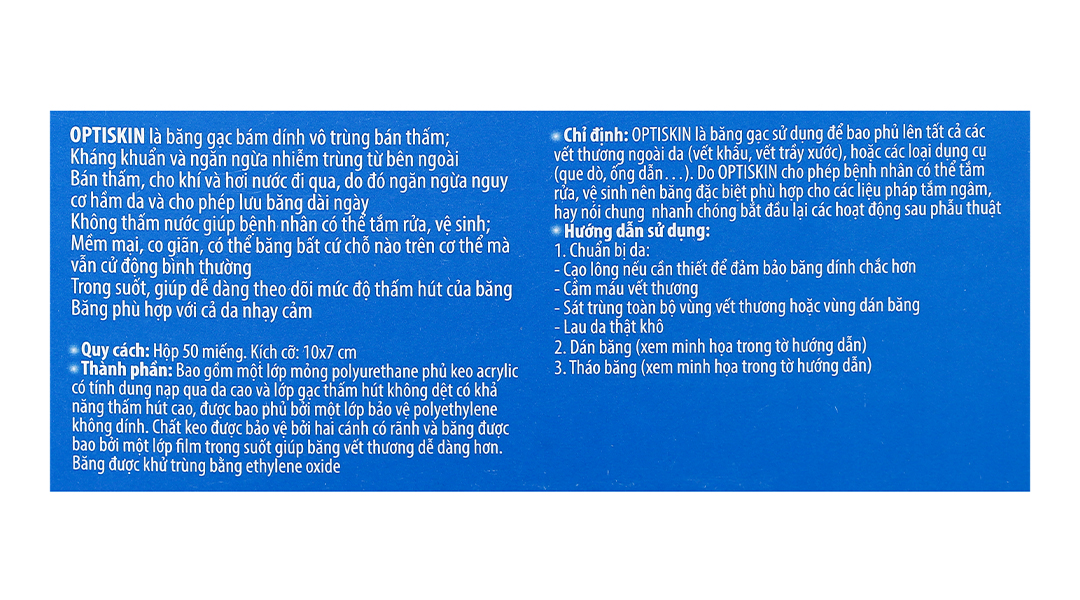 OPTISKIN là băng gạc bám dính vô trùng bán thấm;
Kháng khuẩn và ngăn ngừa nhiễm trùng từ bên ngoài
Bán thấm, cho khí và hơi nước đi qua, do đó ngăn ngừa nguy
cơ hầm da và cho phép lưu băng dài ngày
Không thấm nước giúp bệnh nhân có thể tắm rửa, vệ sinh;
Mềm mại, co giãn, có thể băng bất cứ chỗ nào trên cơ thể mà
vẫn cử động bình thường
Trong suốt, giúp dễ dàng theo dõi mức độ thấm hút của băng
Băng phù hợp với cả da nhạy cảm
Quy cách: Hộp 50 miếng. Kích cỡ: 10x7 cm
Thành phần: Bao gồm một lớp mỏng polyurethane phủ keo acrylic
có tính dung nạp qua da cao và lớp gạc thấm hút không dệt có khả
năng thấm hút cao, được bao phủ bởi một lớp bảo vệ polyethylene
không dính. Chất keo được bảo vệ bởi hai cánh có rãnh và băng được
bao bởi một lớp film trong suốt giúp băng vết thương dễ dàng hơn.
Băng được khử trùng bằng ethylene oxide
Chỉ định: OPTISKIN là băng gạc sử dụng để bao phủ lên tất cả các
vết thương ngoài da (vết khâu, vết trầy xước), hoặc các loại dụng cụ
(que dò, ống dẫn…). Do OPTISKIN cho phép bệnh nhân có thể tắm
rửa, vệ sinh nên băng đặc biệt phù hợp cho các liệu pháp tắm ngâm,
hay nói chung nhanh chóng bắt đầu lại các hoạt động sau phẫu thuật
Hướng dẫn sử dụng:
1. Chuẩn bị da:
- Cạo lông nếu cần thiết để đảm bảo băng dính chắc hơn
- Cầm máu vết thương
- Sát trùng toàn bộ vùng vết thương hoặc vùng dán băng
- Lau da thật khô
2. Dán băng (xem minh họa trong tờ hướng dẫn)
3. Tháo băng (xem minh họa trong tờ hướng dẫn)